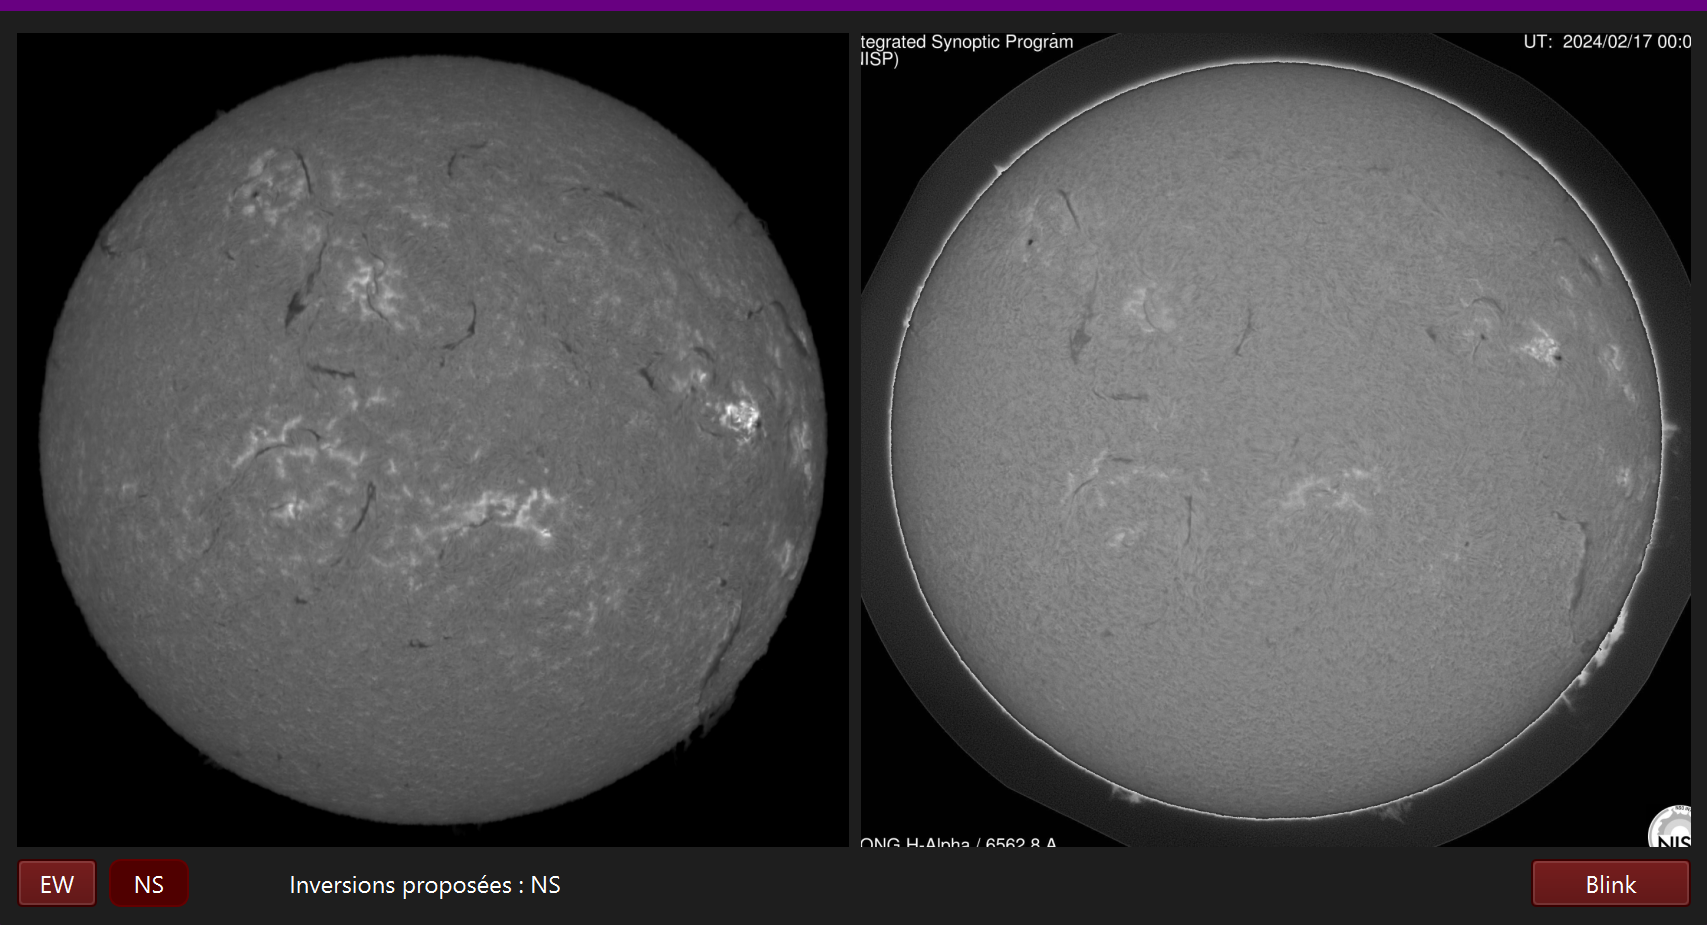 tegrated Synoptic Program
UT: 2024/02/17 00:0
NISP)
ONG H-Alpha / 6562.8 A
NIS
EW
NS
Inversions proposées : NS
Blink